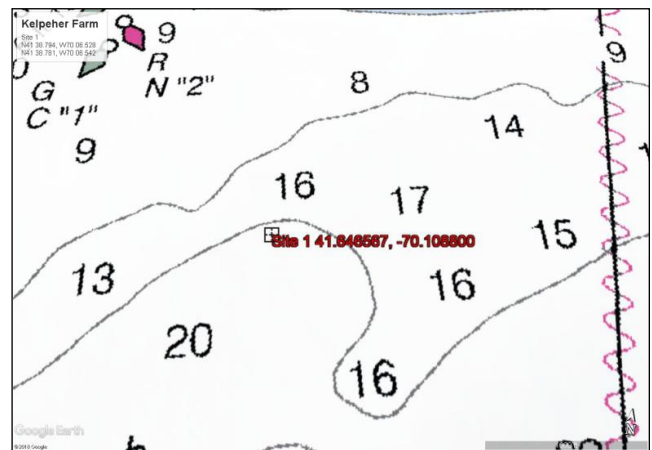 Kelpeher Farm
Site 1
N41 38.794, W70 06.528
N41 38.781, W70 06.542
9
R
N "2"
G
C "1"
9
8
9
14
16
17
Site 1 41.646567, -70.108800
15
13
16
20
16
Google Earth
© 2018 Google